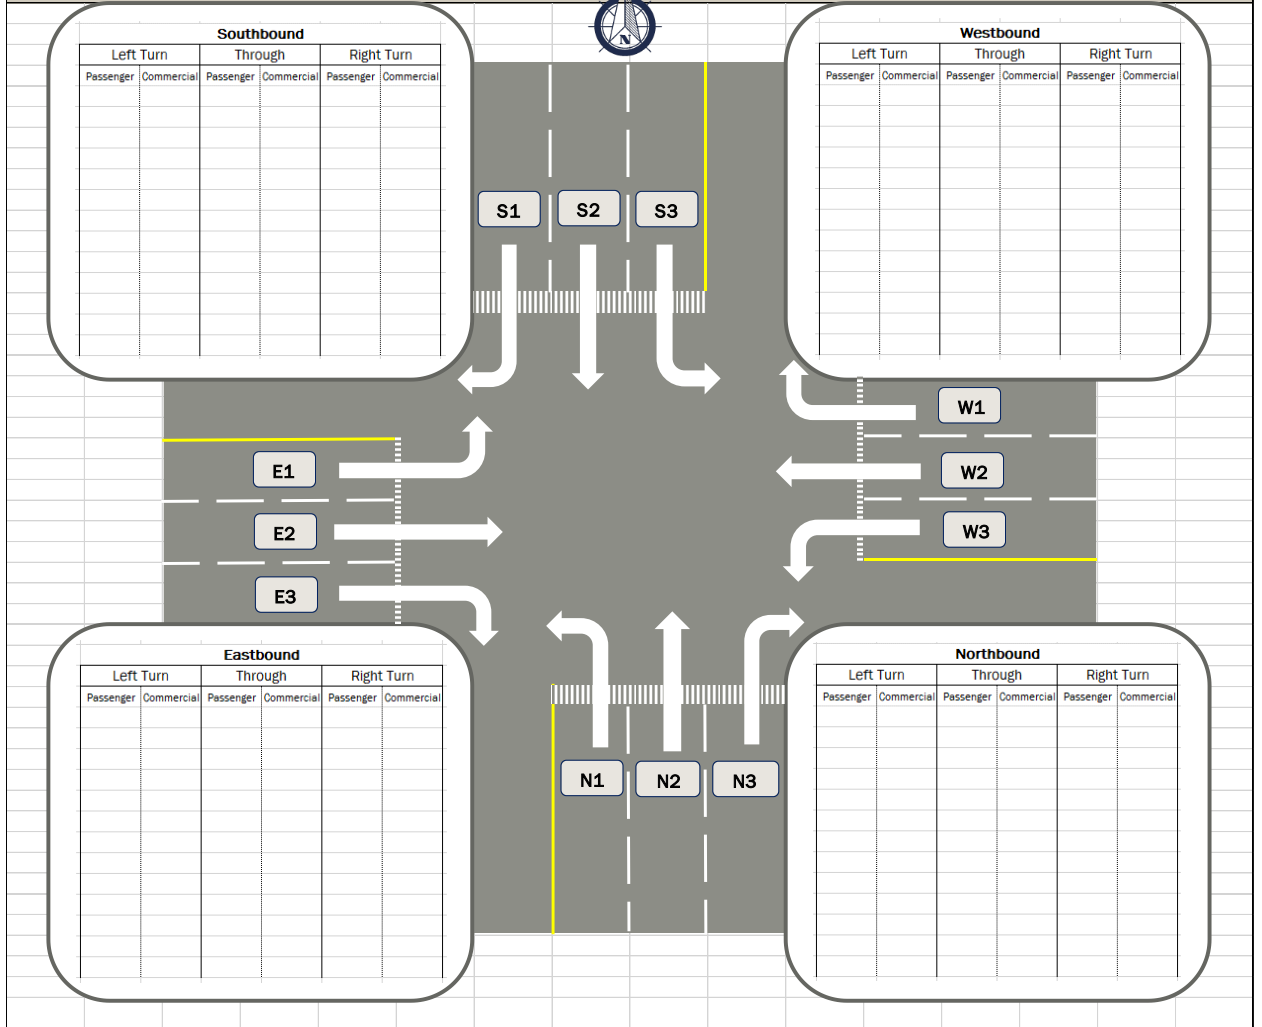 N
Southbound
Left Turn Through Right Turn
Passenger Commercial Passenger Commercial Passenger Commercial
Westbound
Left Turn Through Right Turn
Passenger Commercial Passenger Commercial Passenger Commercial
S1 S2 S3
W1
W2
W3
E1
E2
E3
Eastbound
Left Turn Through Right Turn
Passenger Commercial Passenger Commercial Passenger Commercial
Northbound
Left Turn Through Right Turn
Passenger Commercial Passenger Commercial Passenger Commercial
N1 N2 N3